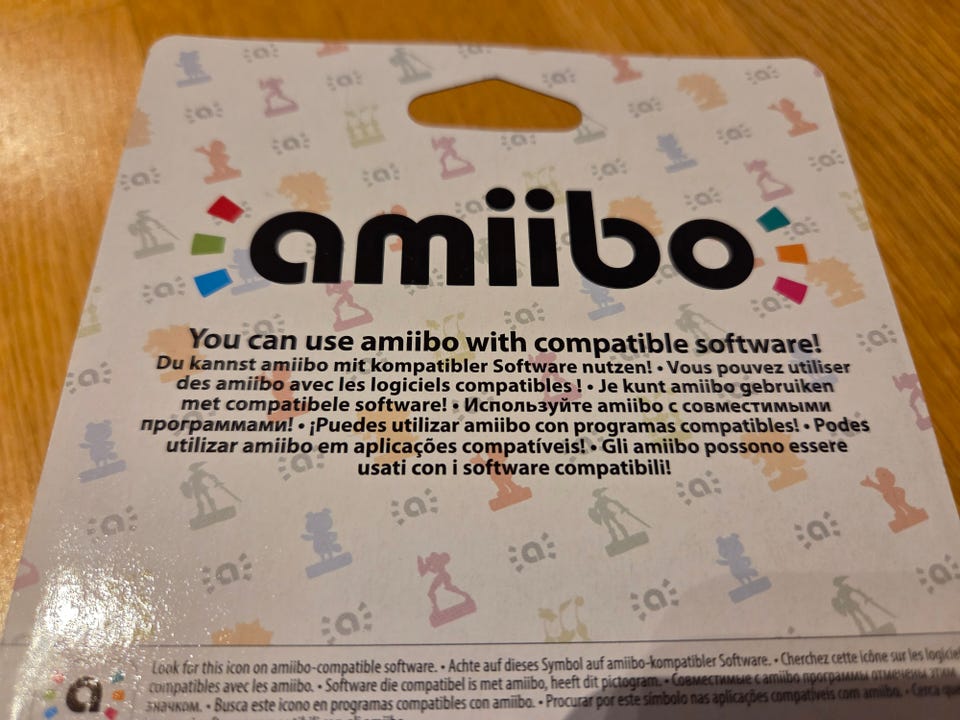 amiibo
You can use amiibo with compatible software!
Du kannst amiibo mit kompatibler Software nutzen! • Vous pouvez utiliser
des amiibo avec les logiciels compatibles ! • Je kunt amiibo gebruiken
met compatibele software! • Используйте amiibo с совместимыми
программами! • ¡Puedes utilizar amiibo con programas compatibles! • Podes
utilizar amiibo em aplicações compatíveis! • Gli amiibo possono essere
usati con i software compatibili!
Look for this icon on amiibo-compatible software. • Achte auf dieses Symbol auf amiibo-kompatibler Software. • Cherchez cette icône sur les logiciels
compatibles avec les amiibo. • Software die compatibel is met amiibo, heeft dit pictogram. • Совместимые с amiibo программы отмечены этим
значком. • Busca este icono en programas compatibles con amiibo. • Procurar por este símbolo nas aplicações compatíveis com amiibo. • Cerca